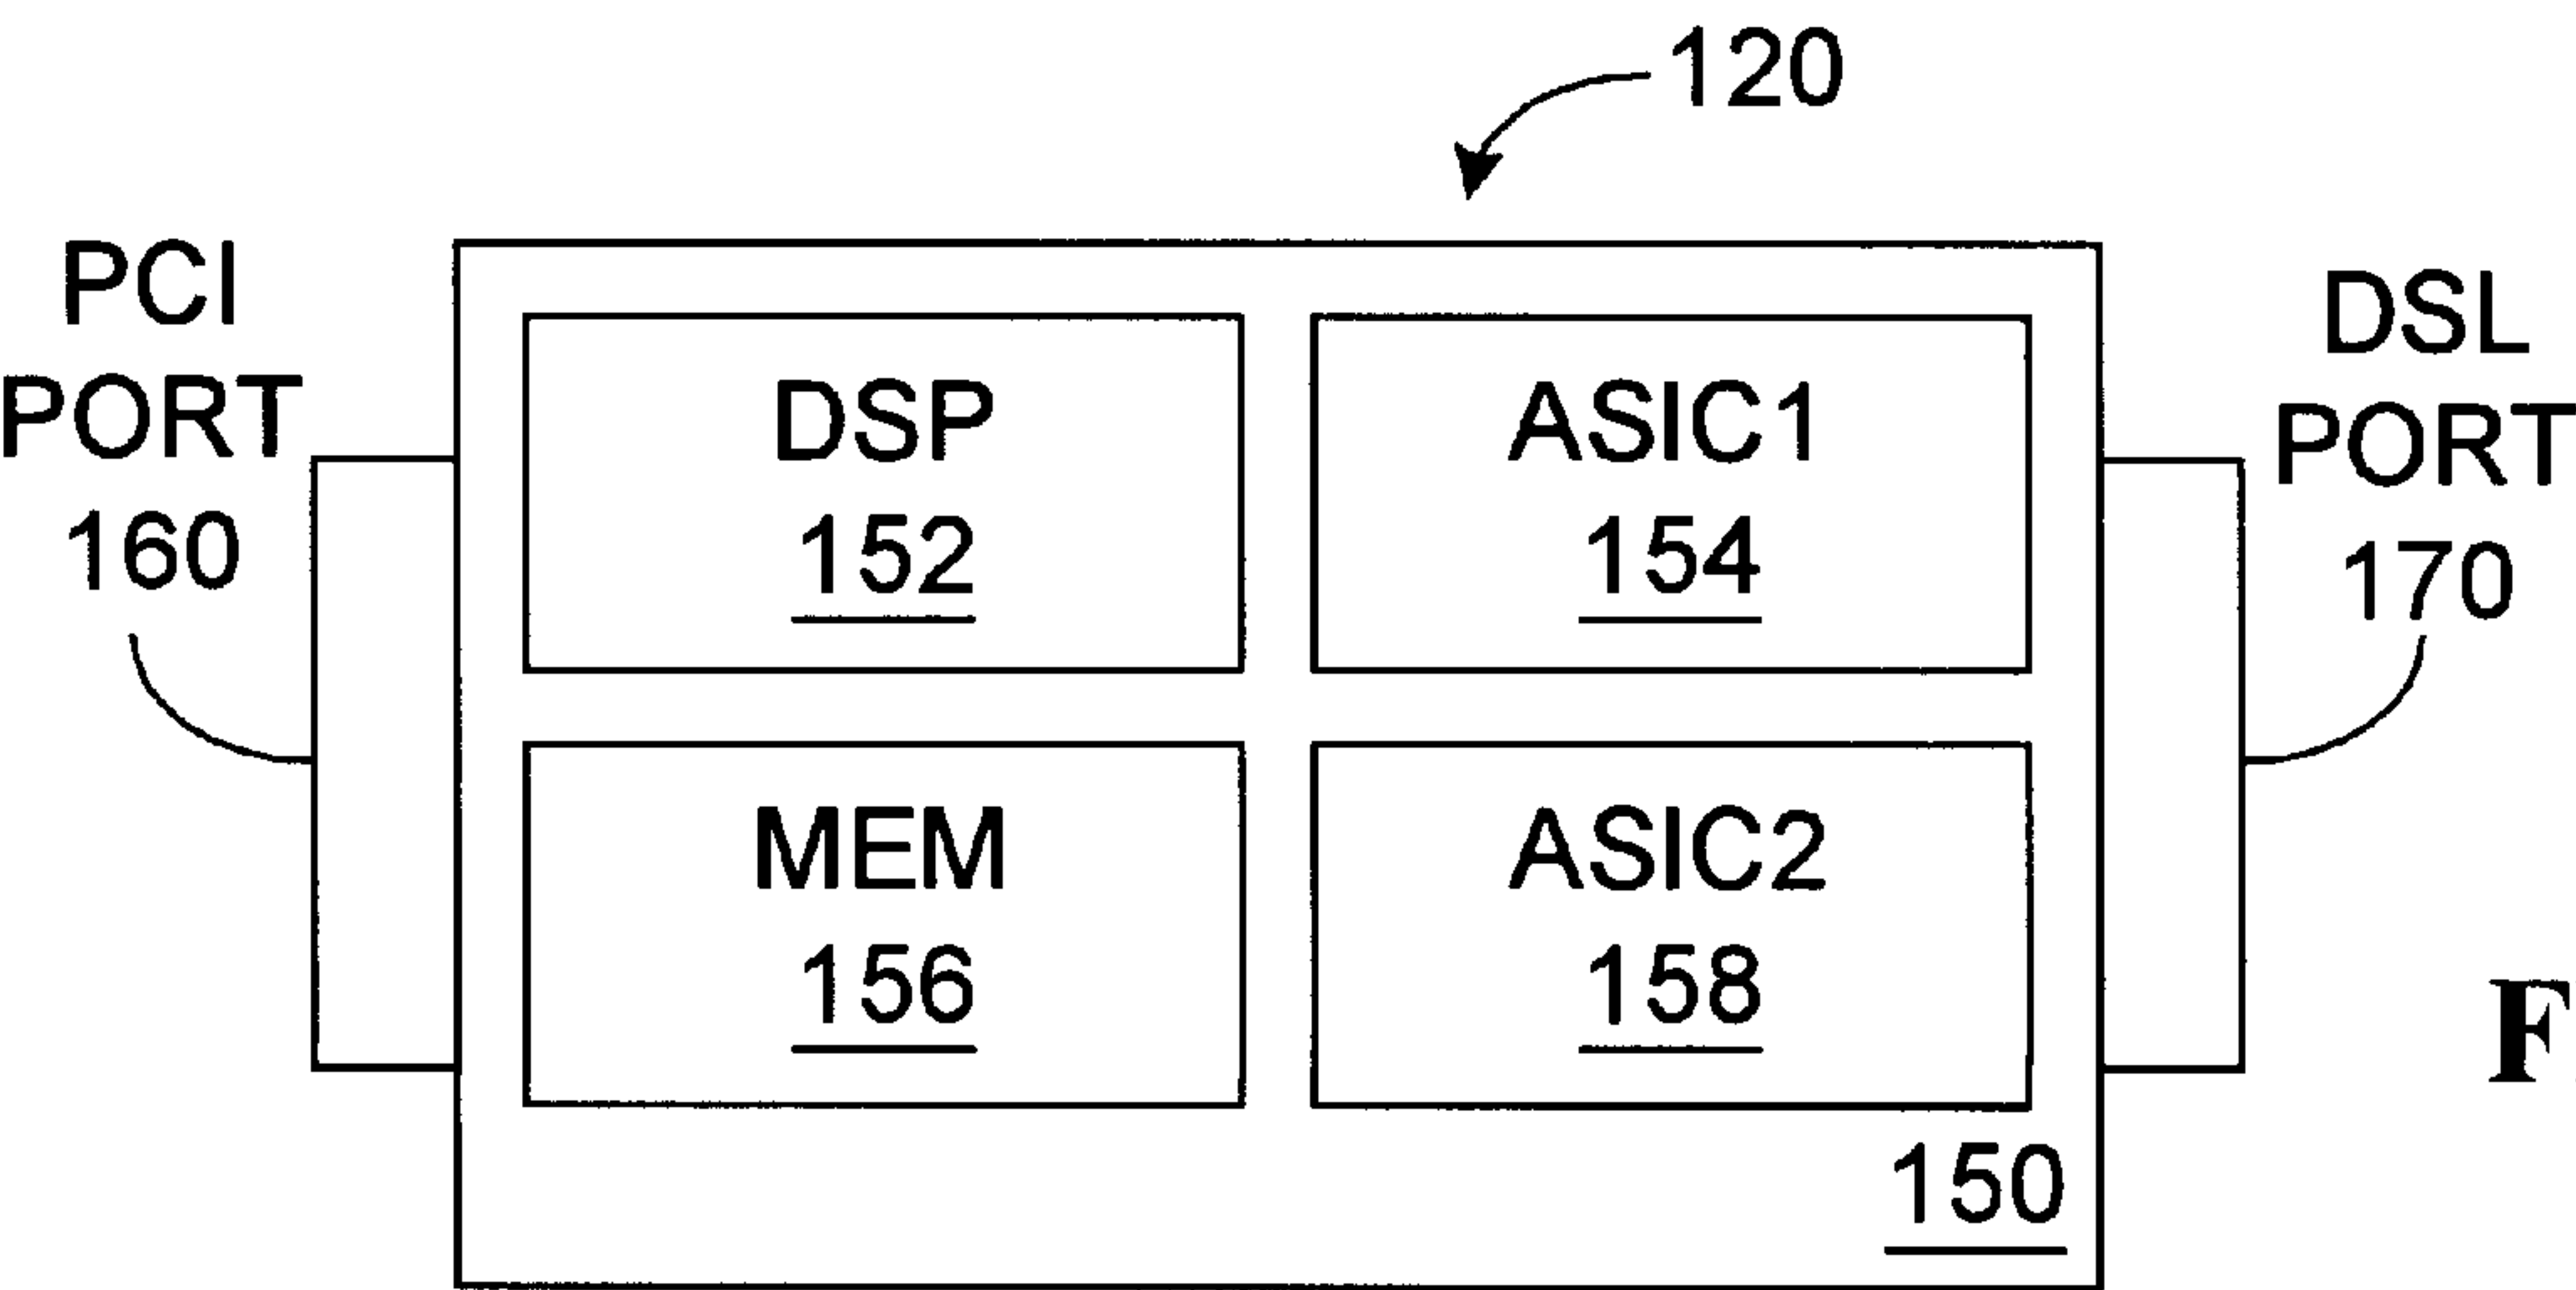 120
PCI
PORT
160
DSP
152
ASIC1
154
DSL
PORT
170
MEM
156
ASIC2
158
150
F